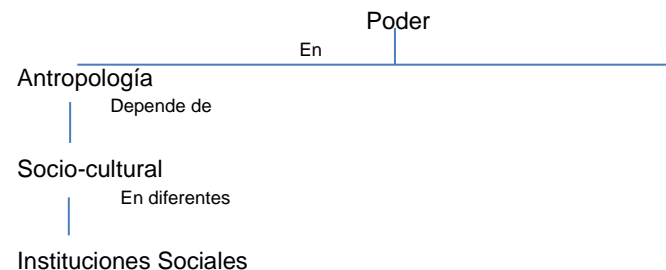 Poder
En
Antropología
Depende de
Socio-cultural
En diferentes
Instituciones Sociales